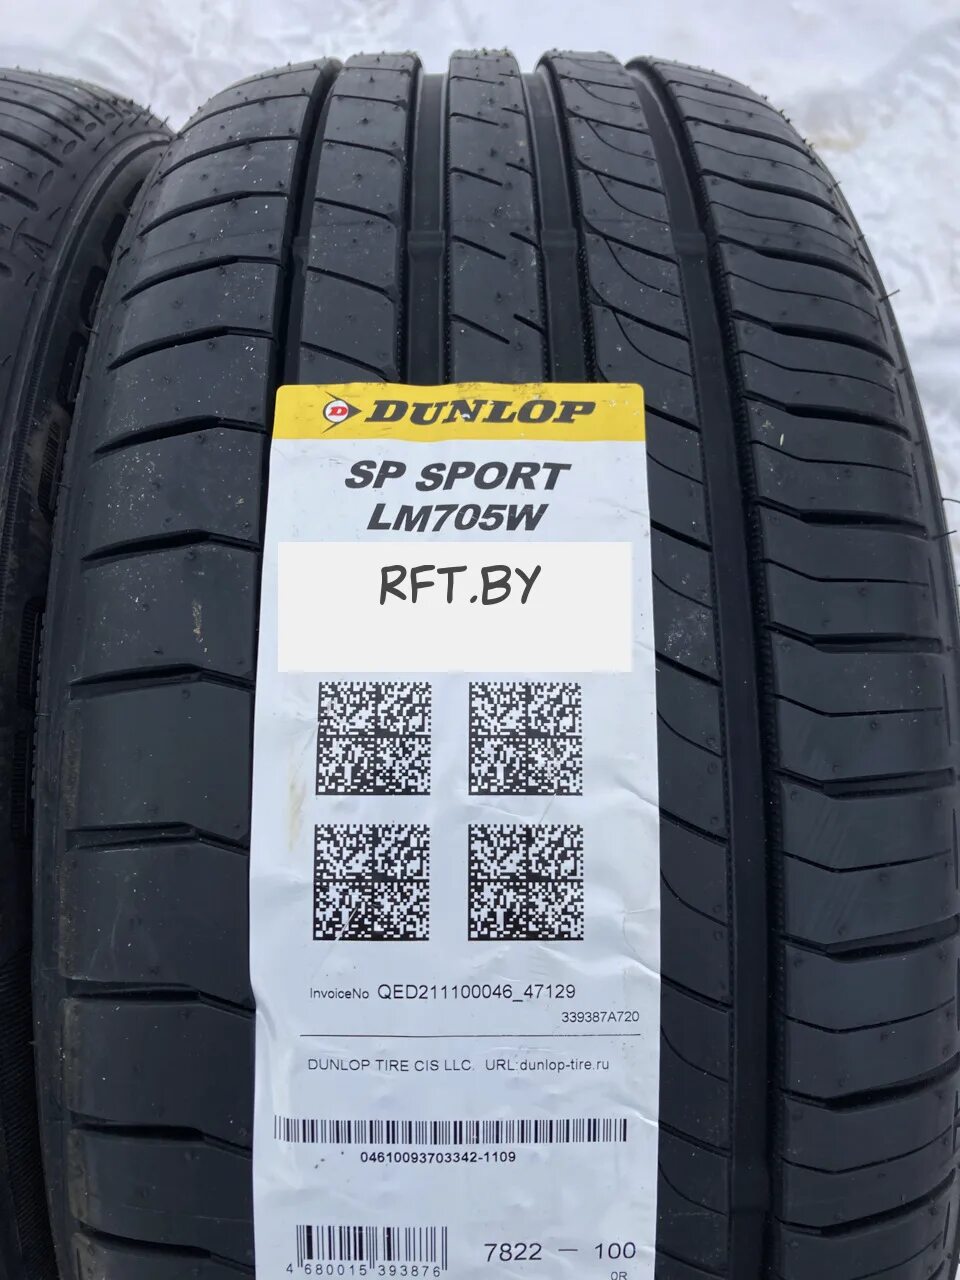 DUNLOP
SP SPORT
LM705W
RFT.BY
InvoiceNo QED211100046_47129
339387A720
DUNLOP TIRE CIS LLC. URL:dunlop-tire.ru
04610093703342-1109
4 680015 393876
7822 - 100
0R